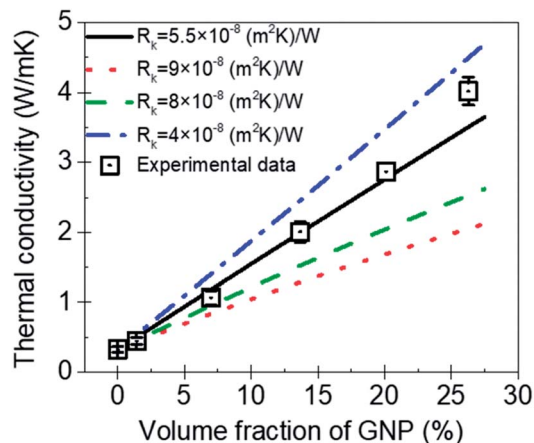 5
4
3
2
1
0
Thermal conductivity (W/mK)
Rₖ=5.5×10⁻⁸ (m²K)/W
Rₖ=9×10⁻⁸ (m²K)/W
Rₖ=8×10⁻⁸ (m²K)/W
Rₖ=4×10⁻⁸ (m²K)/W
Experimental data
0 5 10 15 20 25 30
Volume fraction of GNP (%)